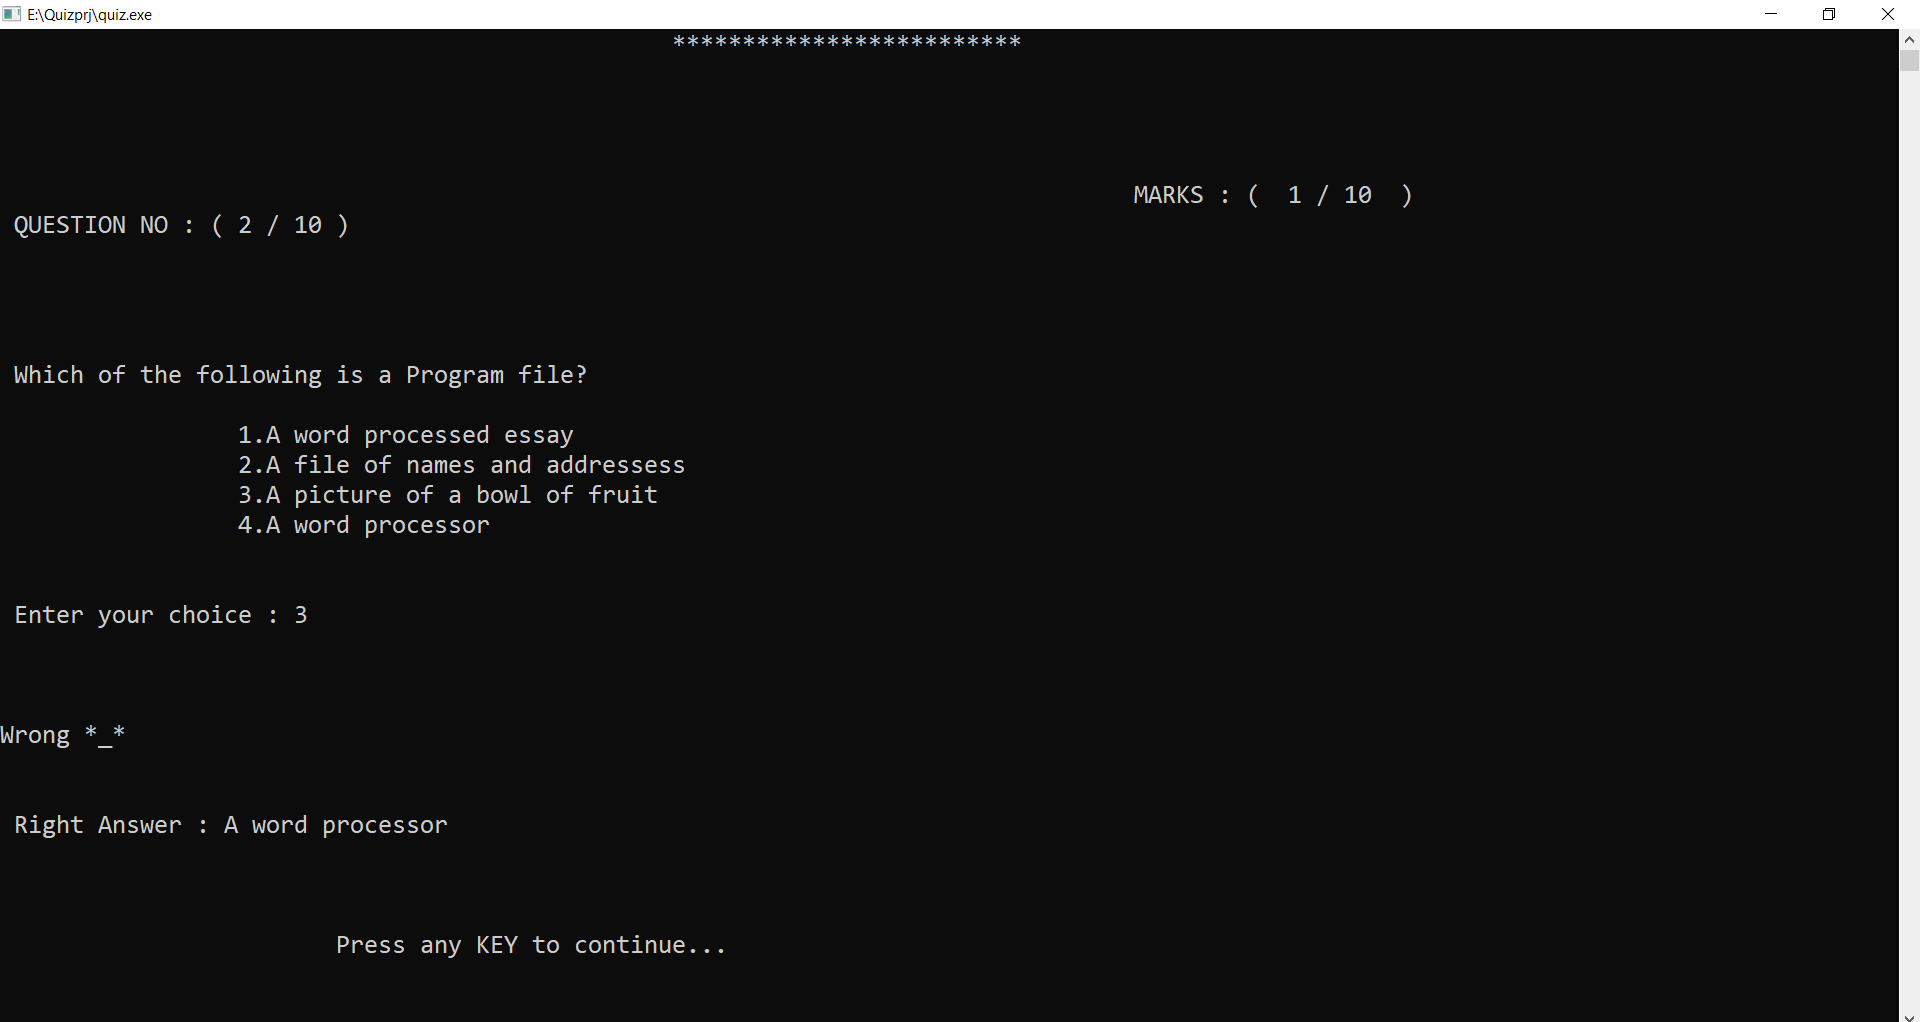 E:\Quizprj\quiz.exe
*************************
MARKS : (  1 / 10  )
QUESTION NO : ( 2 / 10 )
Which of the following is a Program file?
1.A word processed essay
2.A file of names and addressess
3.A picture of a bowl of fruit
4.A word processor
Enter your choice : 3
Wrong *_*
Right Answer : A word processor
Press any KEY to continue...